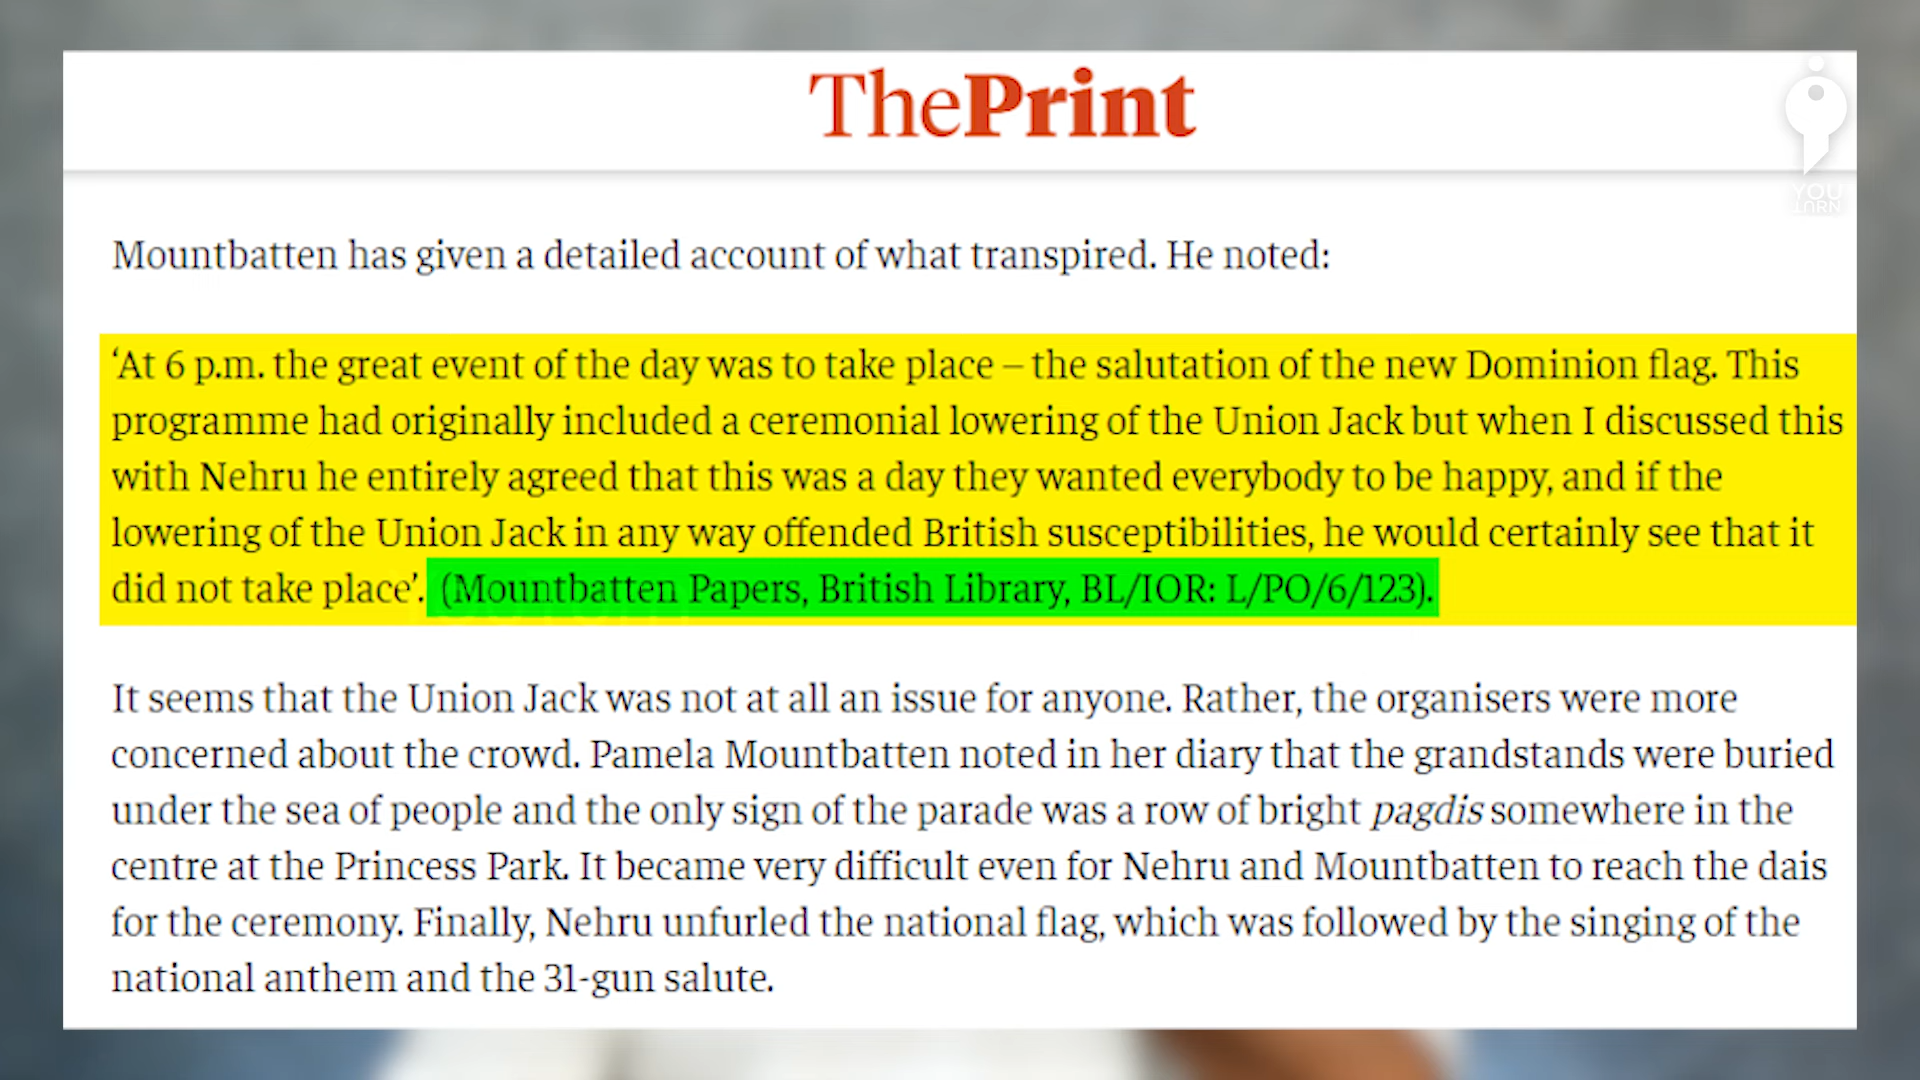 ThePrint
YOU
TURN
Mountbatten has given a detailed account of what transpired. He noted:
‘At 6 p.m. the great event of the day was to take place – the salutation of the new Dominion flag. This
programme had originally included a ceremonial lowering of the Union Jack but when I discussed this
with Nehru he entirely agreed that this was a day they wanted everybody to be happy, and if the
lowering of the Union Jack in any way offended British susceptibilities, he would certainly see that it
did not take place’. (Mountbatten Papers, British Library, BL/IOR: L/PO/6/123).
It seems that the Union Jack was not at all an issue for anyone. Rather, the organisers were more
concerned about the crowd. Pamela Mountbatten noted in her diary that the grandstands were buried
under the sea of people and the only sign of the parade was a row of bright pagdis somewhere in the
centre at the Princess Park. It became very difficult even for Nehru and Mountbatten to reach the dais
for the ceremony. Finally, Nehru unfurled the national flag, which was followed by the singing of the
national anthem and the 31-gun salute.